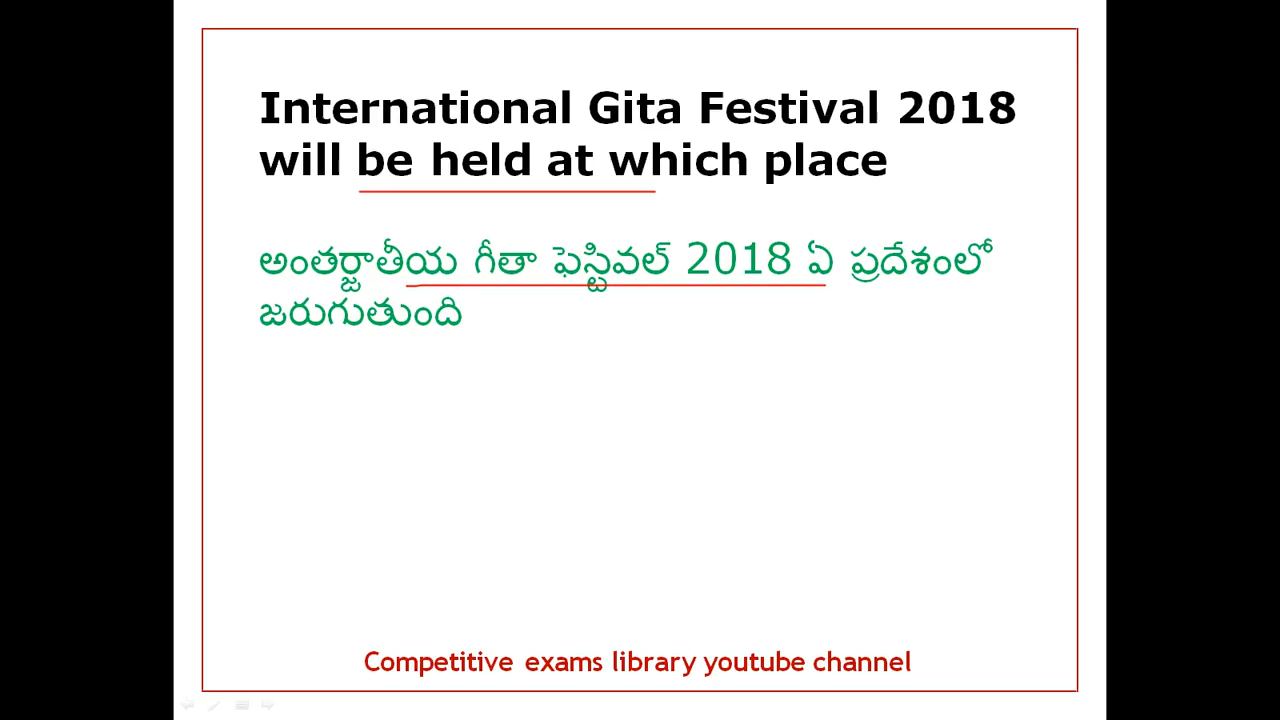 International Gita Festival 2018
will be held at which place
అంతర్జాతీయ గీతా ఫెస్టివల్ 2018 ఏ ప్రదేశంలో
జరుగుతుంది
Competitive exams library youtube channel